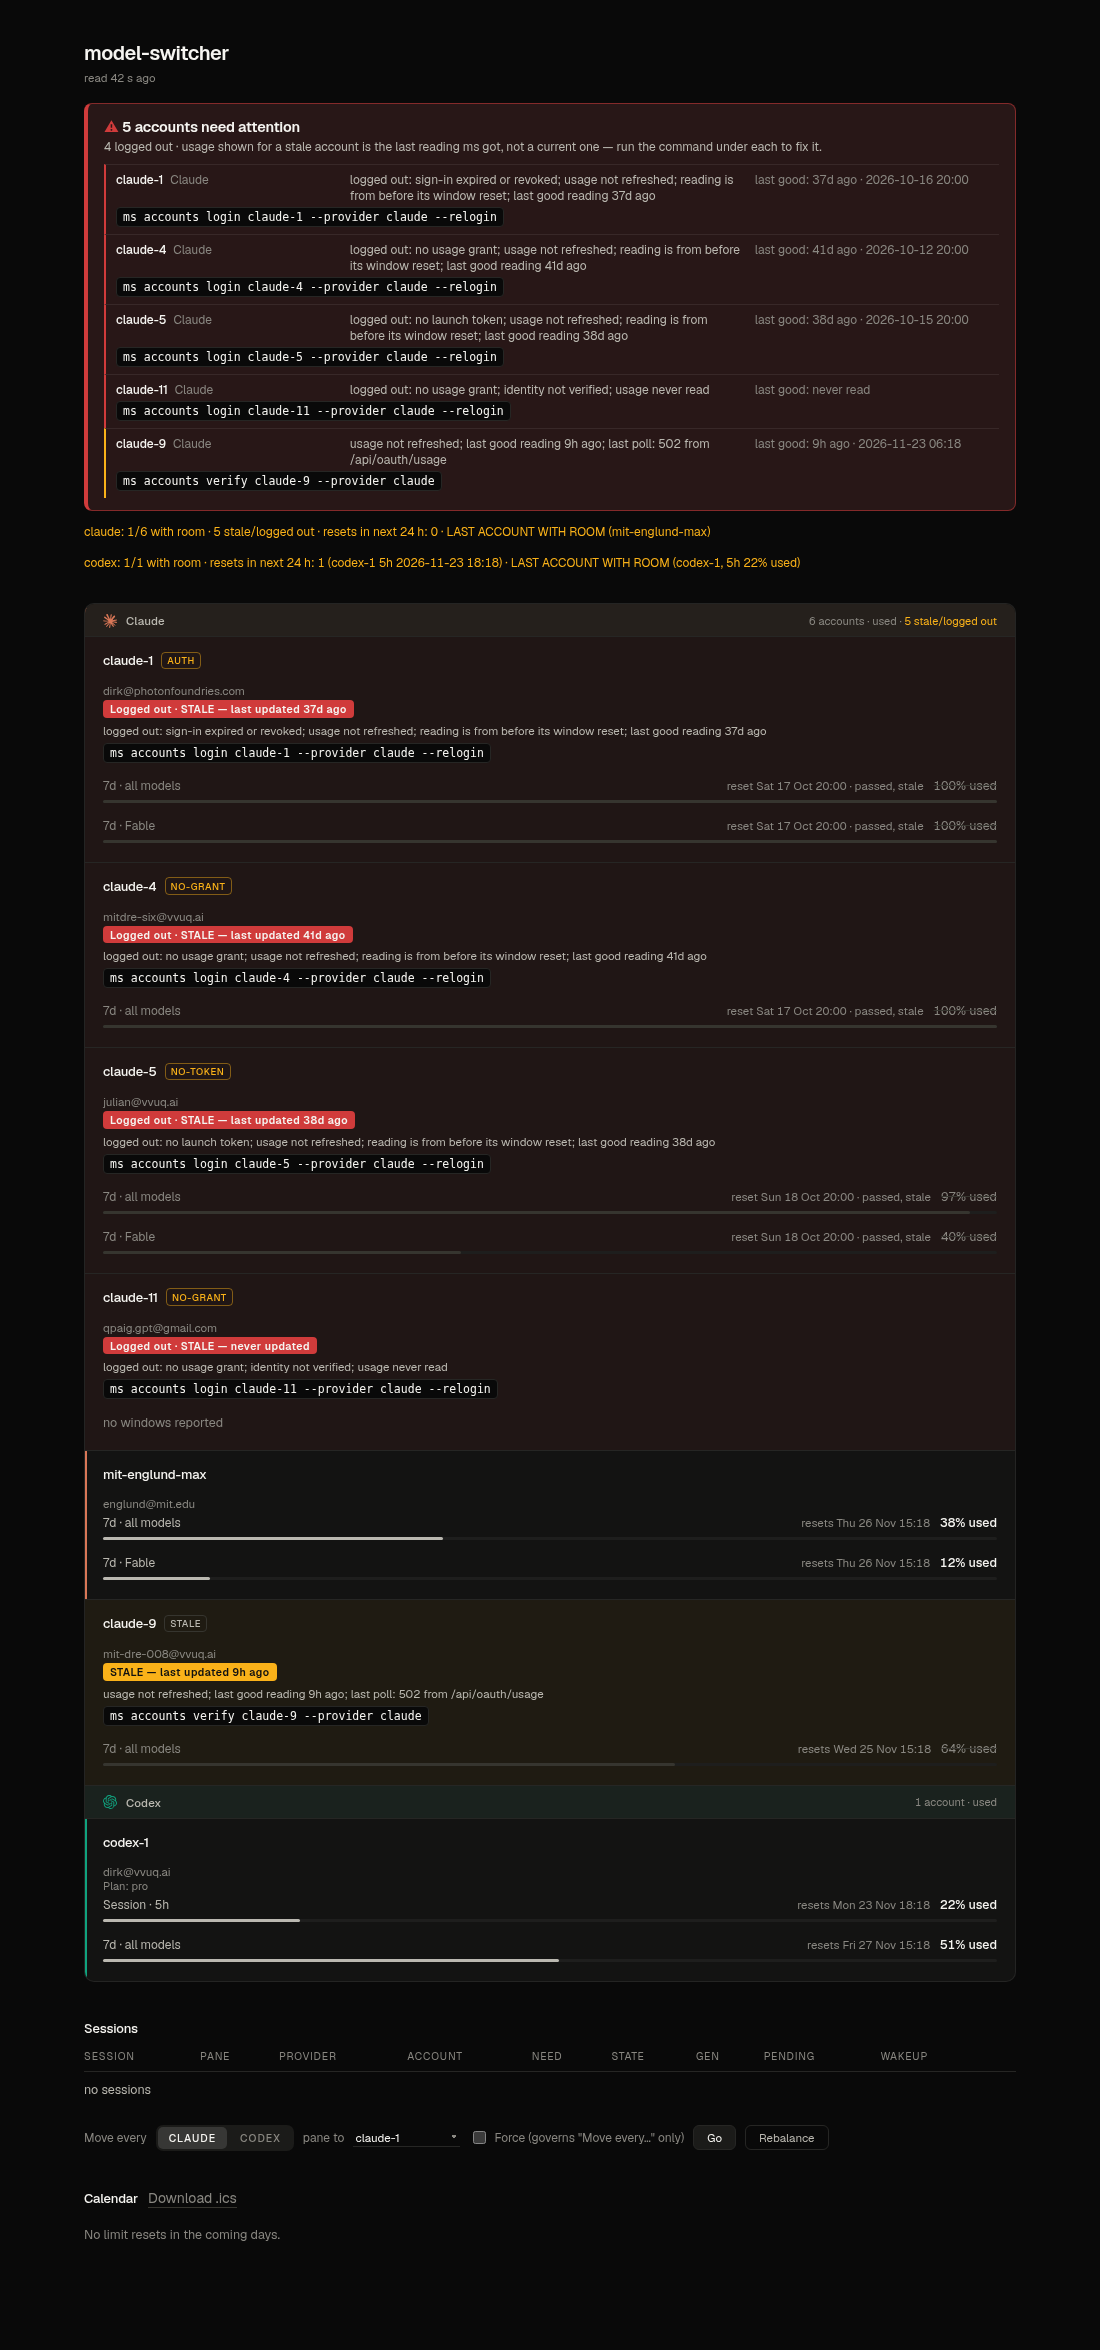 model-switcher
read 42 s ago
5 accounts need attention
4 logged out · usage shown for a stale account is the last reading ms got, not a current one — run the command under each to fix it.
claude-1 Claude
logged out: sign-in expired or revoked; usage not refreshed; reading is
from before its window reset; last good reading 37d ago
last good: 37d ago · 2026-10-16 20:00
ms accounts login claude-1 --provider claude --relogin
claude-4 Claude
logged out: no usage grant; usage not refreshed; reading is from before
its window reset; last good reading 41d ago
last good: 41d ago · 2026-10-12 20:00
ms accounts login claude-4 --provider claude --relogin
claude-5 Claude
logged out: no launch token; usage not refreshed; reading is from
before its window reset; last good reading 38d ago
last good: 38d ago · 2026-10-15 20:00
ms accounts login claude-5 --provider claude --relogin
claude-11 Claude
logged out: no usage grant; identity not verified; usage never read
last good: never read
ms accounts login claude-11 --provider claude --relogin
claude-9 Claude
usage not refreshed; last good reading 9h ago; last poll: 502 from
/api/oauth/usage
last good: 9h ago · 2026-11-23 06:18
ms accounts verify claude-9 --provider claude
claude: 1/6 with room · 5 stale/logged out · resets in next 24 h: 0 · LAST ACCOUNT WITH ROOM (mit-englund-max)
codex: 1/1 with room · resets in next 24 h: 1 (codex-1 5h 2026-11-23 18:18) · LAST ACCOUNT WITH ROOM (codex-1, 5h 22% used)
Claude
6 accounts · used · 5 stale/logged out
claude-1 AUTH
dirk@photonfoundries.com
Logged out · STALE — last updated 37d ago
logged out: sign-in expired or revoked; usage not refreshed; reading is from before its window reset; last good reading 37d ago
ms accounts login claude-1 --provider claude --relogin
7d · all models reset Sat 17 Oct 20:00 · passed, stale 100% used
7d · Fable reset Sat 17 Oct 20:00 · passed, stale 100% used
claude-4 NO-GRANT
mitdre-six@vvuq.ai
Logged out · STALE — last updated 41d ago
logged out: no usage grant; usage not refreshed; reading is from before its window reset; last good reading 41d ago
ms accounts login claude-4 --provider claude --relogin
7d · all models reset Sat 17 Oct 20:00 · passed, stale 100% used
claude-5 NO-TOKEN
julian@vvuq.ai
Logged out · STALE — last updated 38d ago
logged out: no launch token; usage not refreshed; reading is from before its window reset; last good reading 38d ago
ms accounts login claude-5 --provider claude --relogin
7d · all models reset Sun 18 Oct 20:00 · passed, stale 97% used
7d · Fable reset Sun 18 Oct 20:00 · passed, stale 40% used
claude-11 NO-GRANT
qpaig.gpt@gmail.com
Logged out · STALE — never updated
logged out: no usage grant; identity not verified; usage never read
ms accounts login claude-11 --provider claude --relogin
no windows reported
mit-englund-max
englund@mit.edu
7d · all models resets Thu 26 Nov 15:18 38% used
7d · Fable resets Thu 26 Nov 15:18 12% used
claude-9 STALE
mit-dre-008@vvuq.ai
STALE — last updated 9h ago
usage not refreshed; last good reading 9h ago; last poll: 502 from /api/oauth/usage
ms accounts verify claude-9 --provider claude
7d · all models resets Wed 25 Nov 15:18 64% used
Codex 1 account · used
codex-1
dirk@vvuq.ai
Plan: pro
Session · 5h resets Mon 23 Nov 18:18 22% used
7d · all models resets Fri 27 Nov 15:18 51% used
Sessions
SESSION PANE PROVIDER ACCOUNT NEED STATE GEN PENDING WAKEUP
no sessions
Move every CLAUDE CODEX pane to claude-1 Force (governs "Move every…" only) Go Rebalance
Calendar Download .ics
No limit resets in the coming days.